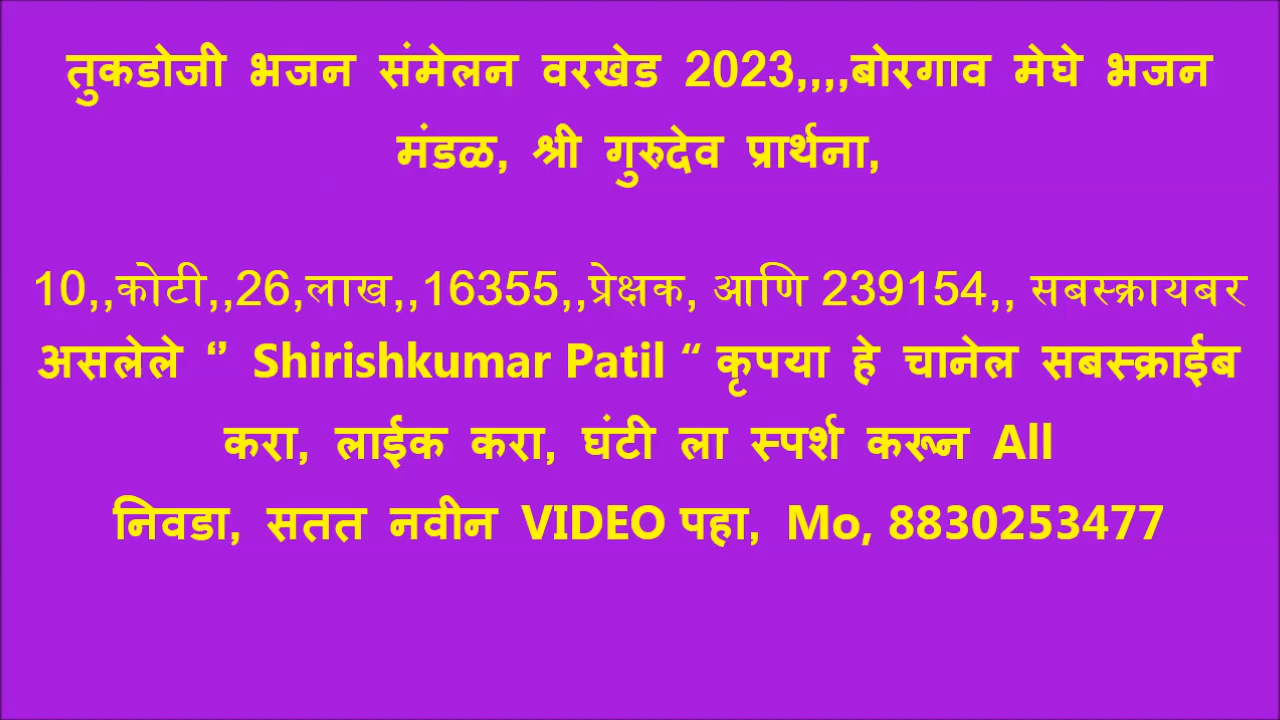 तुकडोजी भजन संमेलन वरखेड 2023,,,,बोरगाव मेघे भजन
मंडळ, श्री गुरुदेव प्रार्थना,
10,,कोटी,,26,लाख,,16355,,प्रेक्षक, आणि 239154,, सबस्क्रायबर
असलेले ‘’ Shirishkumar Patil “ कृपया हे चानेल सबस्क्राईब
करा, लाईक करा, घंटी ला स्पर्श करून All
निवडा, सतत नवीन VIDEO पहा, Mo, 8830253477